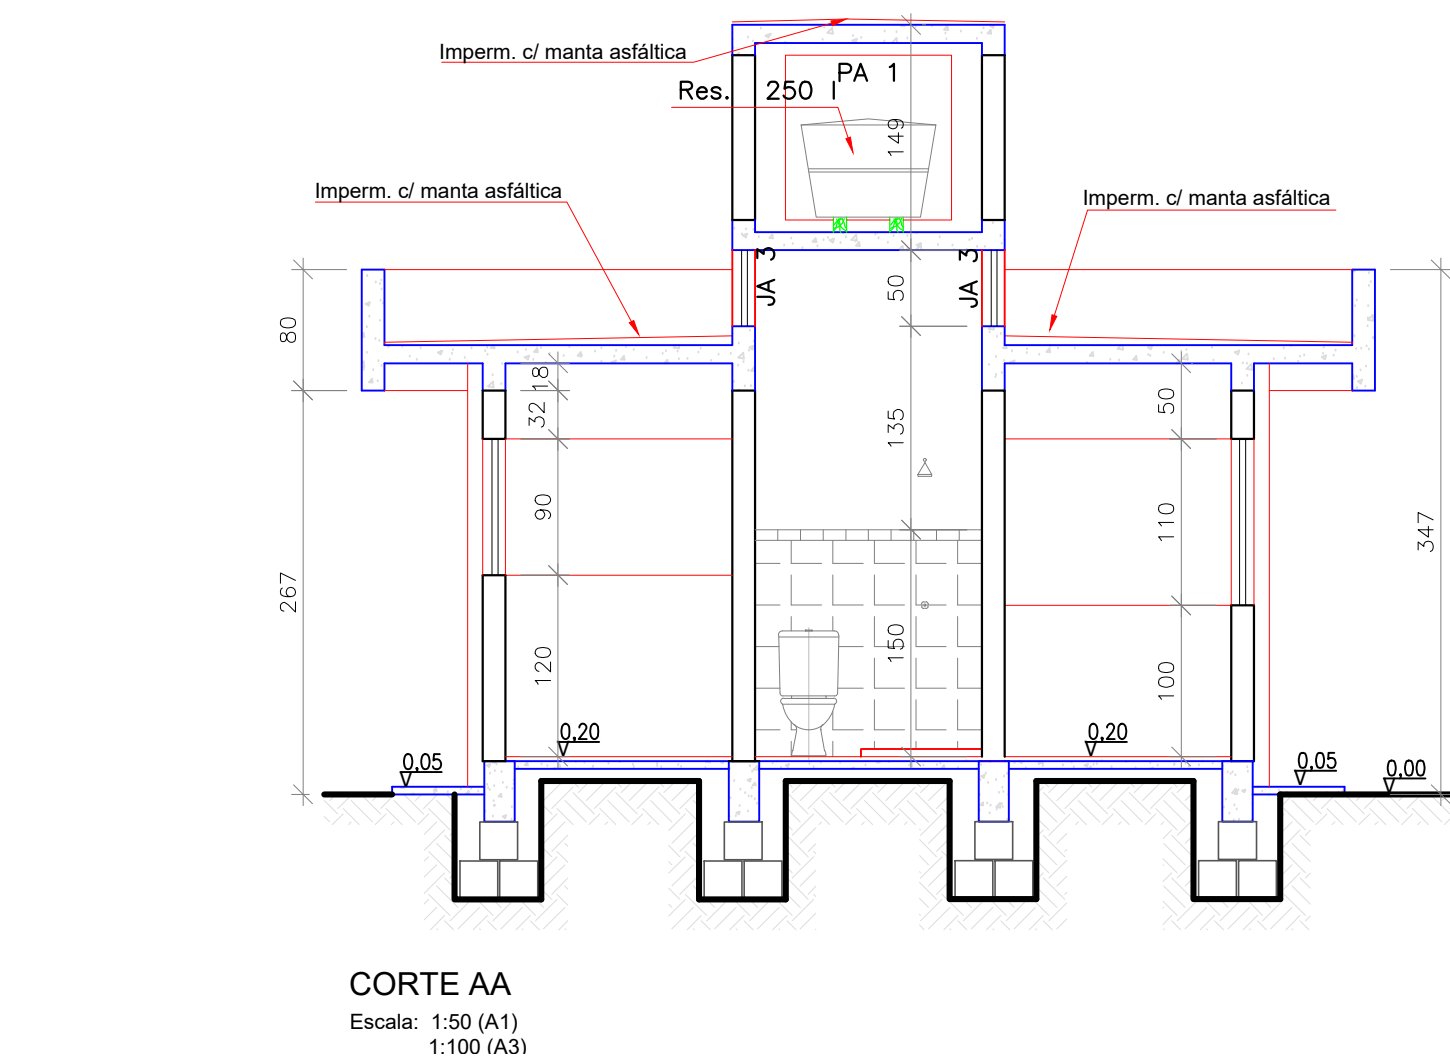 Imperm. c/ manta asfáltica
PA 1
Res. 250 l
149
Imperm. c/ manta asfáltica
Imperm. c/ manta asfáltica
JA 3
JA 3
50
80
18
32
135
50
90
110
347
267
120
150
100
0,20
0,20
0,05
0,05
0,00
CORTE AA
Escala: 1:50 (A1)
1:100 (A3)